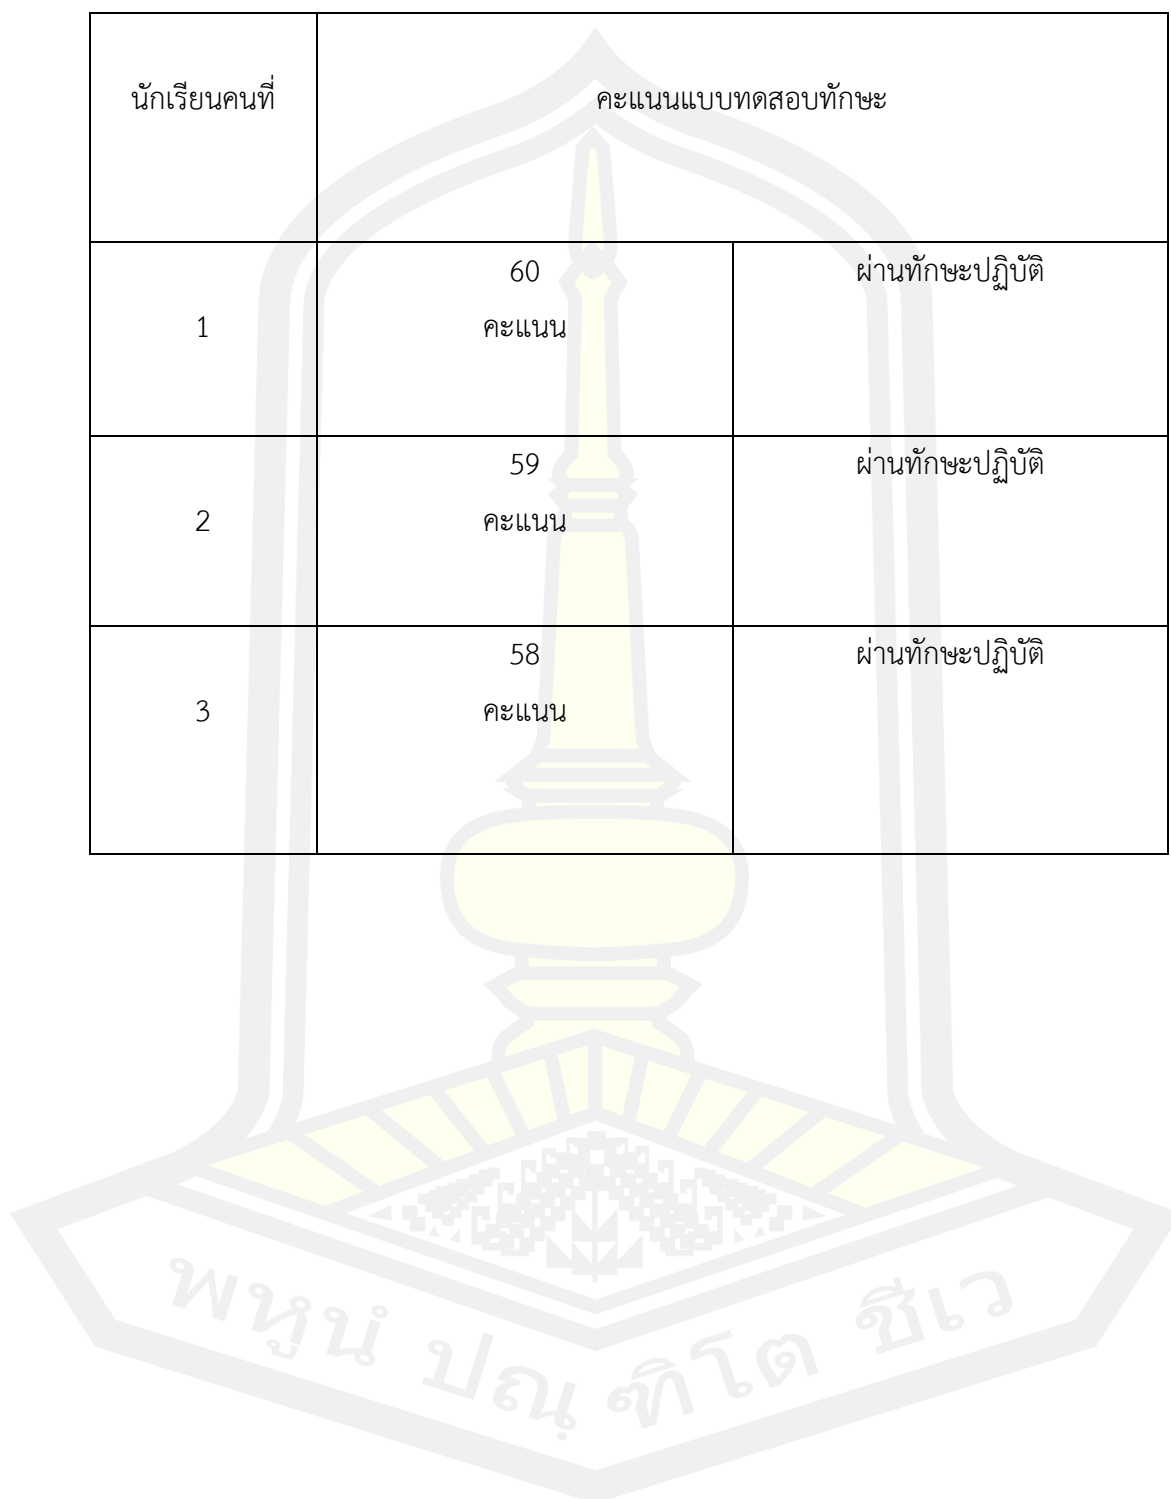 นักเรียนคนที่
คะแนนแบบทดสอบทักษะ
1
60
คะแนน
ผ่านทักษะปฏิบัติ
2
59
คะแนน
ผ่านทักษะปฏิบัติ
3
58
คะแนน
ผ่านทักษะปฏิบัติ
พหูนํ ปณฺ ฑิโต ชีเว